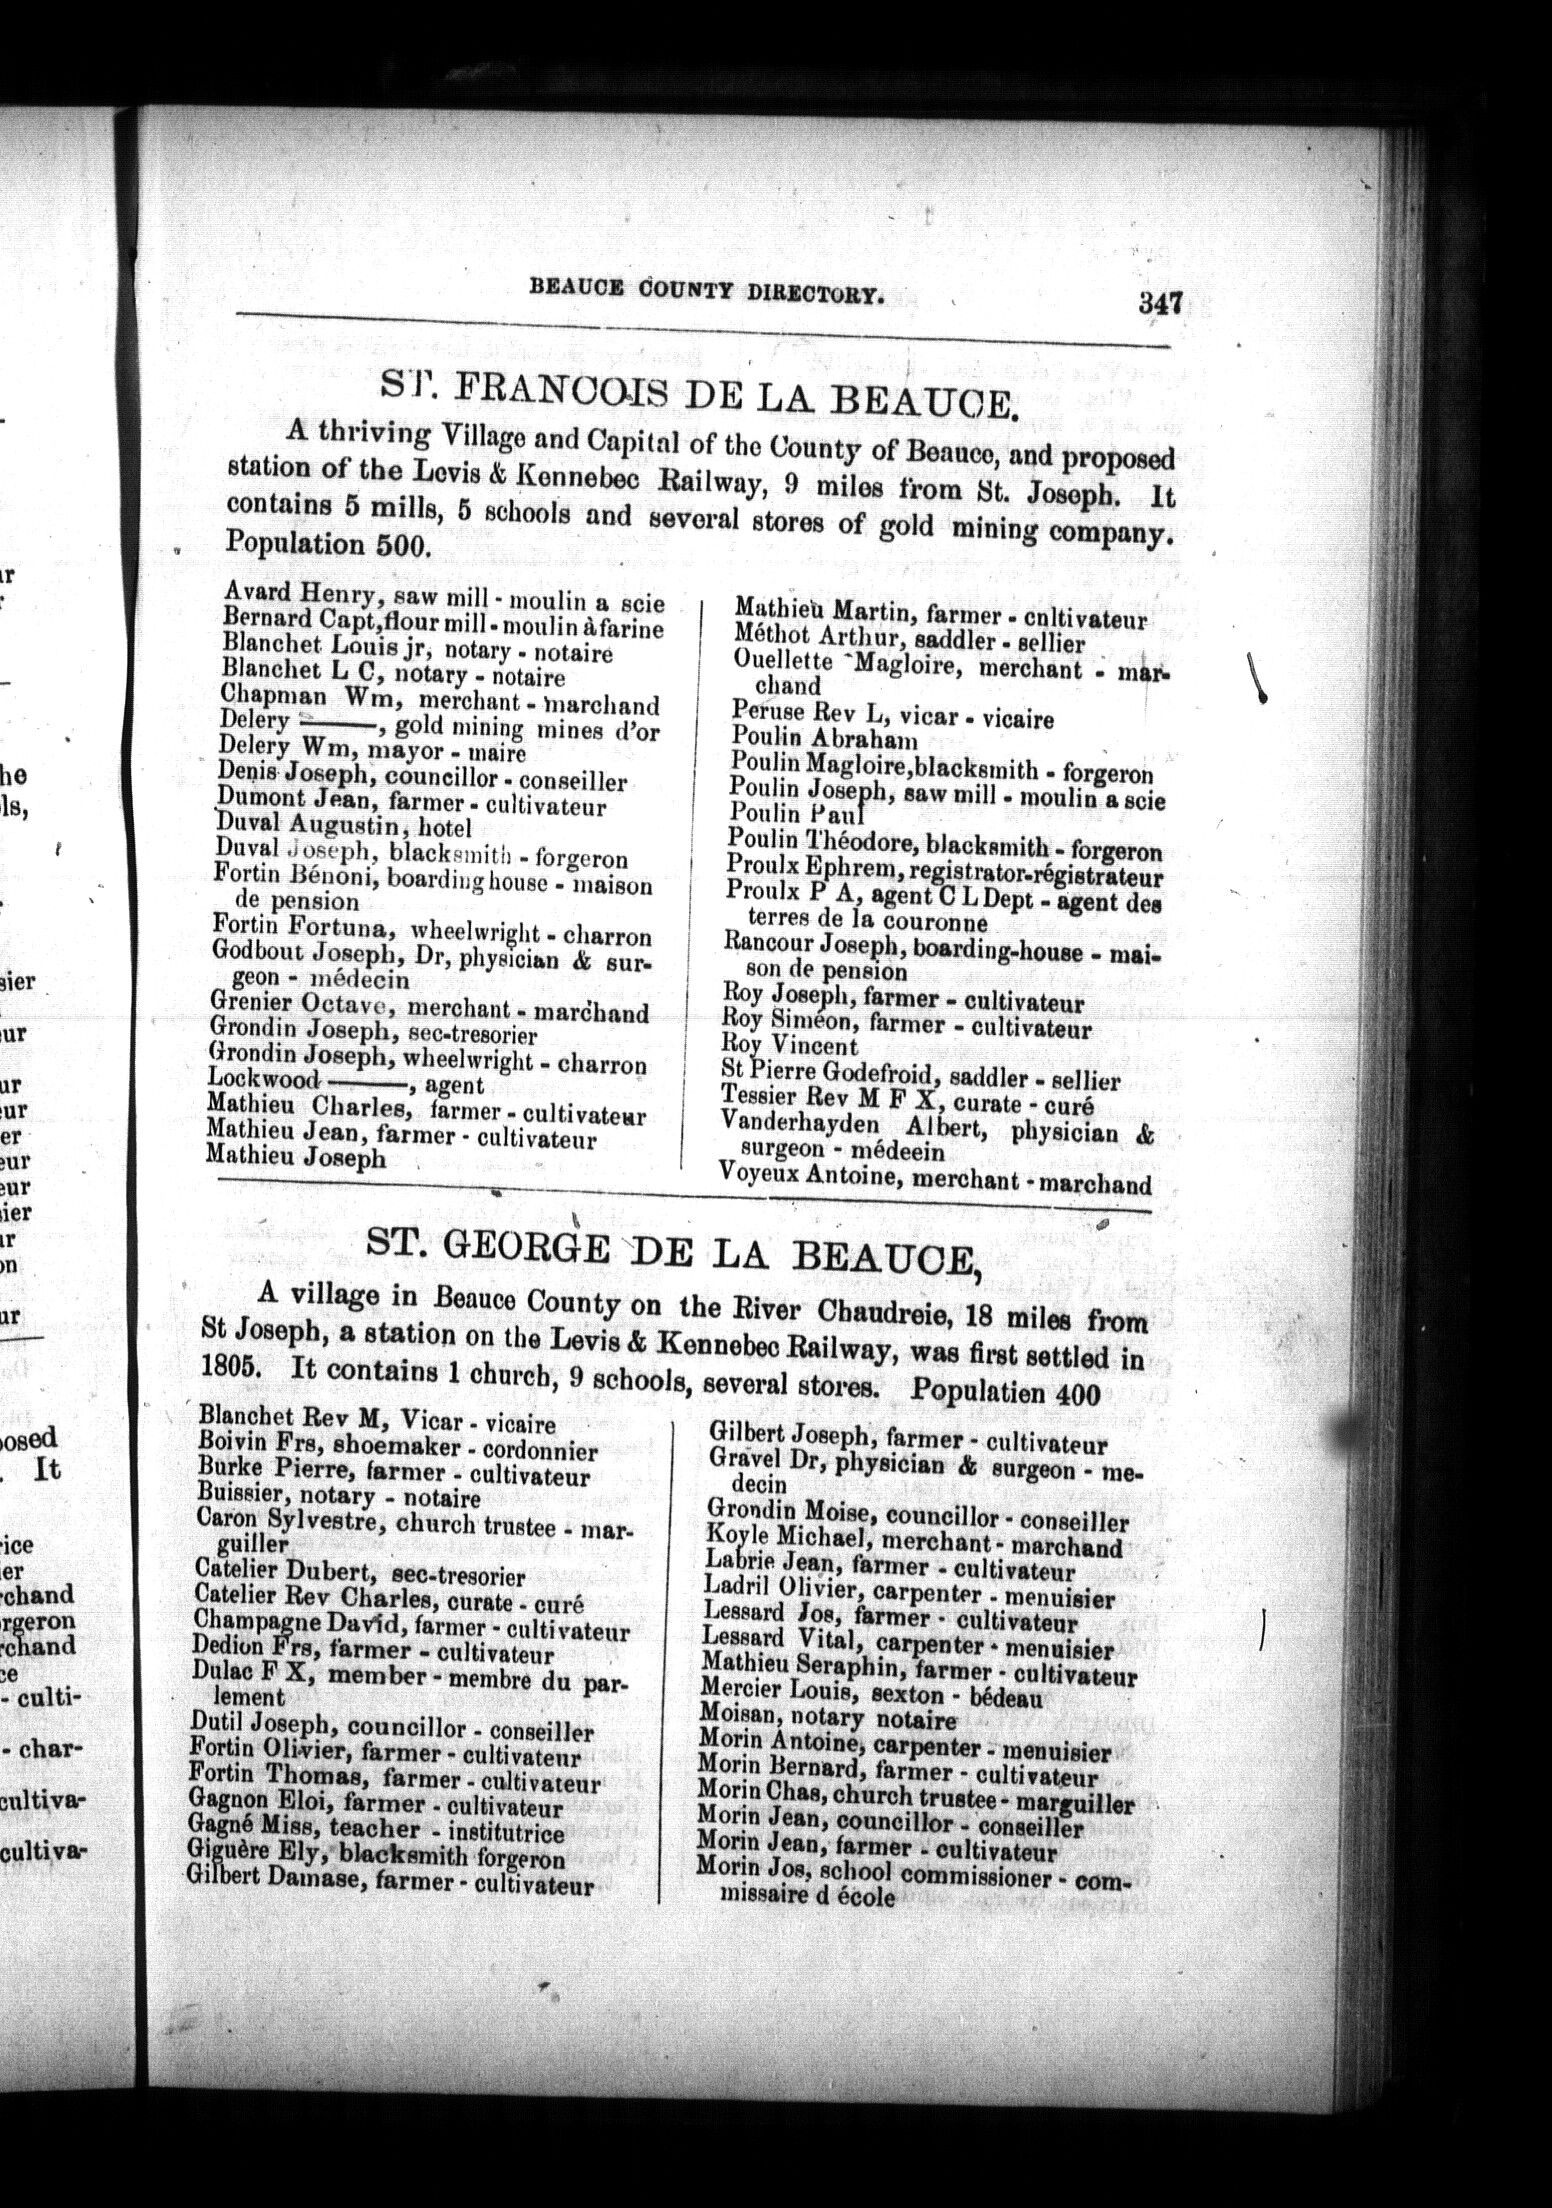 BEAUCE COUNTY DIRECTORY.
347
ST. FRANCOIS DE LA BEAUCE.
A thriving Village and Capital of the County of Beauce, and proposed
station of the Levis & Kennebec Railway, 9 miles from St. Joseph. It
contains 5 mills, 5 schools and several stores of gold mining company.
Population 500.
Avard Henry, saw mill - moulin a scie
Bernard Capt,flour mill - moulin à farine
Blanchet Louis jr, notary - notaire
Blanchet L C, notary - notaire
Chapman Wm, merchant - marchand
Delery ———, gold mining mines d'or
Delery Wm, mayor - maire
Denis Joseph, councillor - conseiller
Dumont Jean, farmer - cultivateur
Duval Augustin, hotel
Duval Joseph, blacksmith - forgeron
Fortin Bénoni, boarding house - maison
de pension
Fortin Fortuna, wheelwright - charron
Godbout Joseph, Dr, physician & sur-
geon - médecin
Grenier Octave, merchant - marchand
Grondin Joseph, sec-tresorier
Grondin Joseph, wheelwright - charron
Lockwood ———, agent
Mathieu Charles, farmer - cultivateur
Mathieu Jean, farmer - cultivateur
Mathieu Joseph
Mathieu Martin, farmer - cnltivateur
Méthot Arthur, saddler - sellier
Ouellette Magloire, merchant - mar-
chand
Peruse Rev L, vicar - vicaire
Poulin Abraham
Poulin Magloire,blacksmith - forgeron
Poulin Joseph, saw mill - moulin a scie
Poulin Paul
Poulin Théodore, blacksmith - forgeron
Proulx Ephrem, registrator-régistrateur
Proulx P A, agent C L Dept - agent des
terres de la couronne
Rancour Joseph, boarding-house - mai-
son de pension
Roy Joseph, farmer - cultivateur
Roy Siméon, farmer - cultivateur
Roy Vincent
St Pierre Godefroid, saddler - sellier
Tessier Rev M F X, curate - curé
Vanderhayden Albert, physician &
surgeon - médeein
Voyeux Antoine, merchant - marchand
ST. GEORGE DE LA BEAUCE,
A village in Beauce County on the River Chaudreie, 18 miles from
St Joseph, a station on the Levis & Kennebec Railway, was first settled in
1805. It contains 1 church, 9 schools, several stores. Populatien 400
Blanchet Rev M, Vicar - vicaire
Boivin Frs, shoemaker - cordonnier
Burke Pierre, farmer - cultivateur
Buissier, notary - notaire
Caron Sylvestre, church trustee - mar-
guiller
Catelier Dubert, sec-tresorier
Catelier Rev Charles, curate - curé
Champagne David, farmer - cultivateur
Dedion Frs, farmer - cultivateur
Dulac F X, member - membre du par-
lement
Dutil Joseph, councillor - conseiller
Fortin Olivier, farmer - cultivateur
Fortin Thomas, farmer - cultivateur
Gagnon Eloi, farmer - cultivateur
Gagné Miss, teacher - institutrice
Giguère Ely, blacksmith forgeron
Gilbert Damase, farmer - cultivateur
Gilbert Joseph, farmer - cultivateur
Gravel Dr, physician & surgeon - me-
decin
Grondin Moise, councillor - conseiller
Koyle Michael, merchant - marchand
Labrie Jean, farmer - cultivateur
Ladril Olivier, carpenter - menuisier
Lessard Jos, farmer - cultivateur
Lessard Vital, carpenter - menuisier
Mathieu Seraphin, farmer - cultivateur
Mercier Louis, sexton - bédeau
Moisan, notary notaire
Morin Antoine, carpenter - menuisier
Morin Bernard, farmer - cultivateur
Morin Chas, church trustee - marguiller
Morin Jean, councillor - conseiller
Morin Jean, farmer - cultivateur
Morin Jos, school commissioner - com-
missaire d école